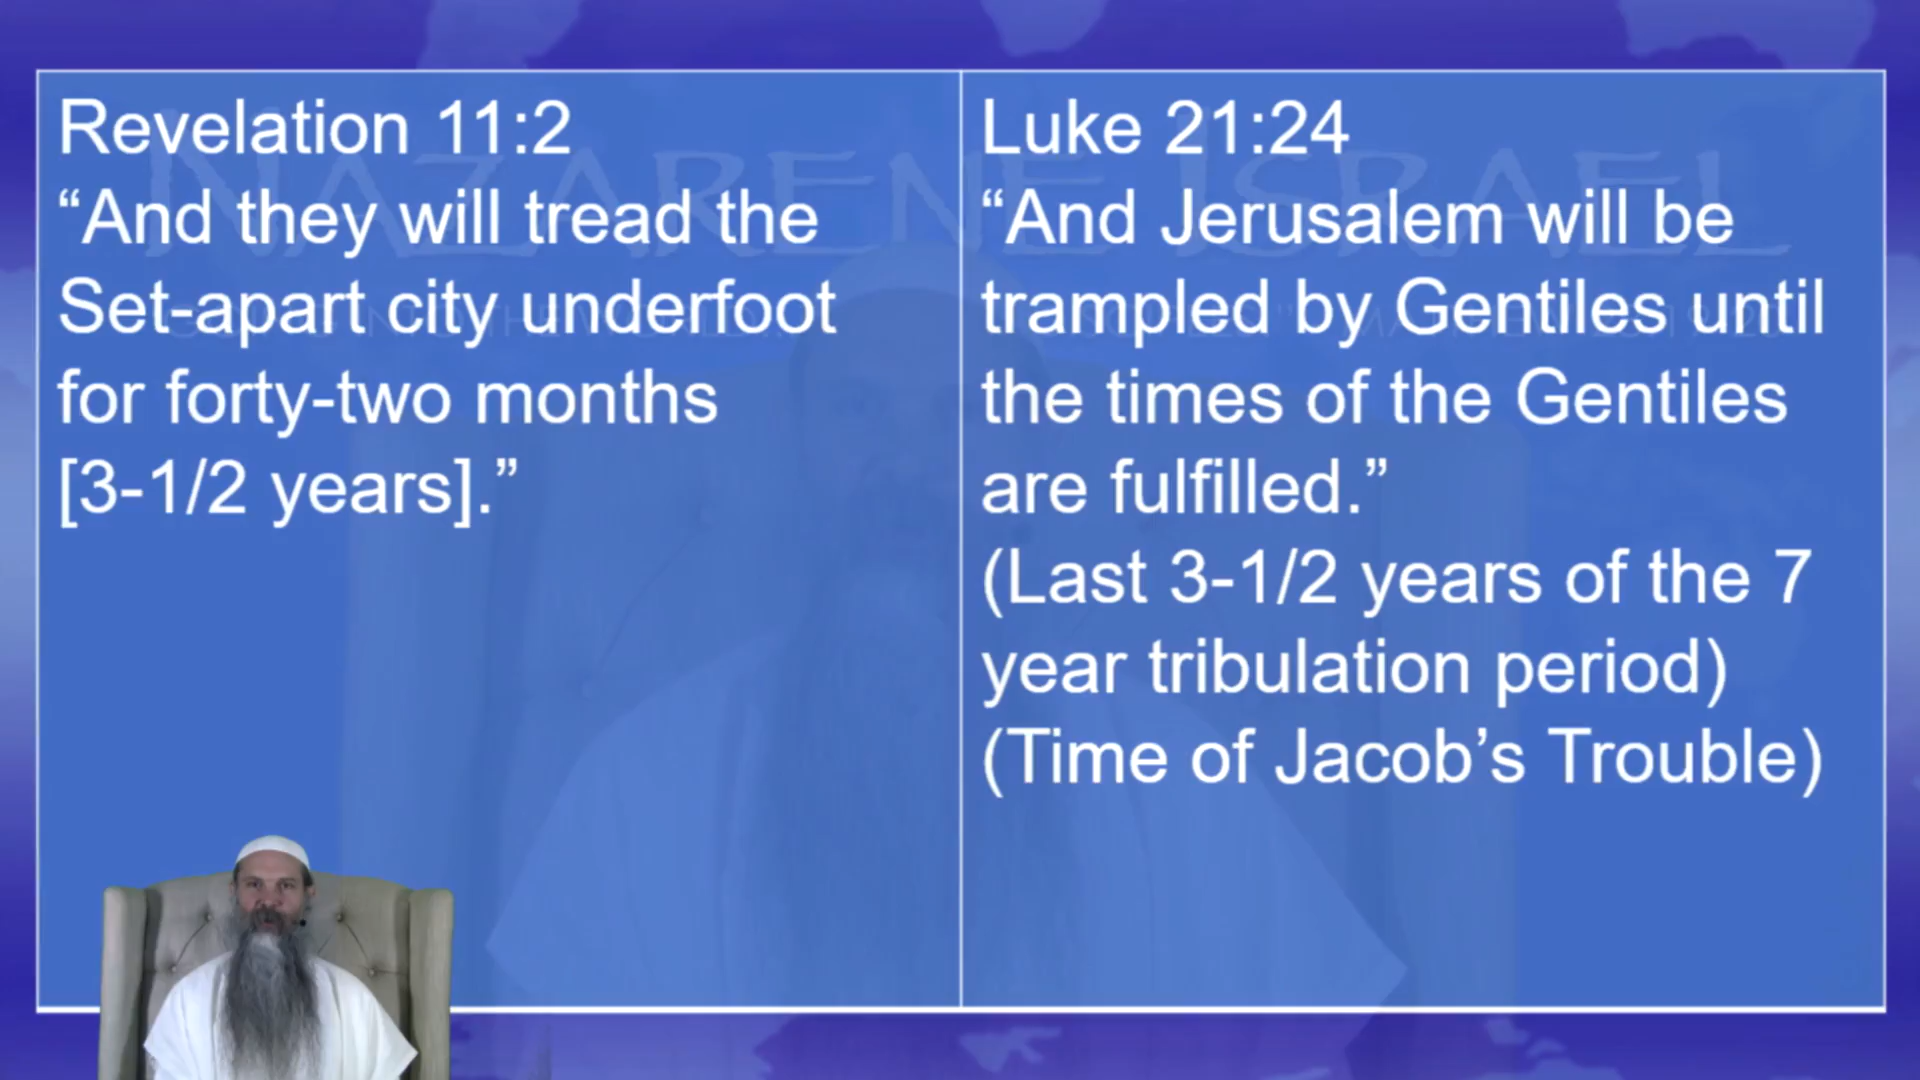 Revelation 11:2
“And they will tread the
Set-apart city underfoot
for forty-two months
[3-1/2 years].”
Luke 21:24
“And Jerusalem will be
trampled by Gentiles until
the times of the Gentiles
are fulfilled.”
(Last 3-1/2 years of the 7
year tribulation period)
(Time of Jacob’s Trouble)
NAZARENE ISRAEL